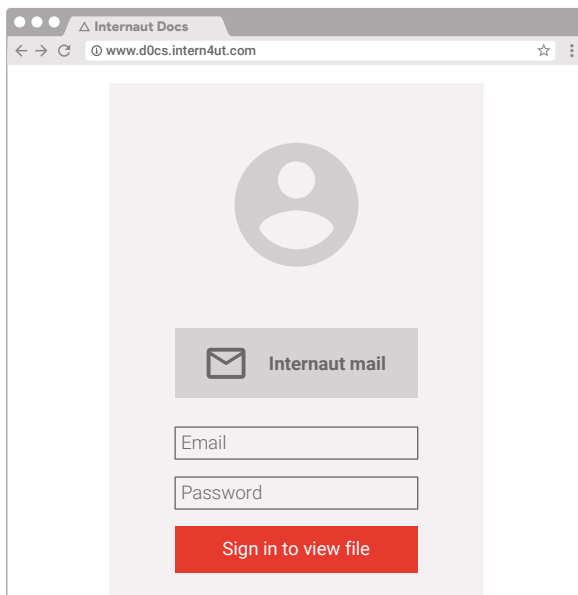 Internaut Docs
www.d0cs.intern4ut.com
Internaut mail
Email
Password
Sign in to view file